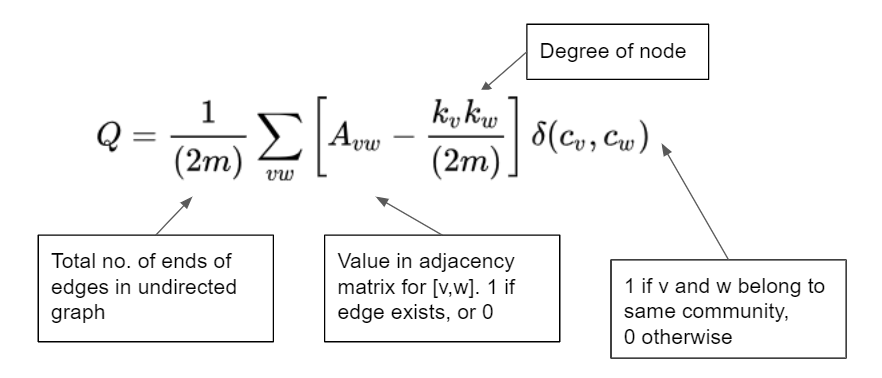 Degree of node
Q = \frac{1}{(2m)} \sum_{vw} \left[ A_{vw} - \frac{k_v k_w}{(2m)} \right] \delta(c_v, c_w)
Total no. of ends of
edges in undirected
graph
Value in adjacency
matrix for [v,w]. 1 if
edge exists, or 0
1 if v and w belong to
same community,
0 otherwise